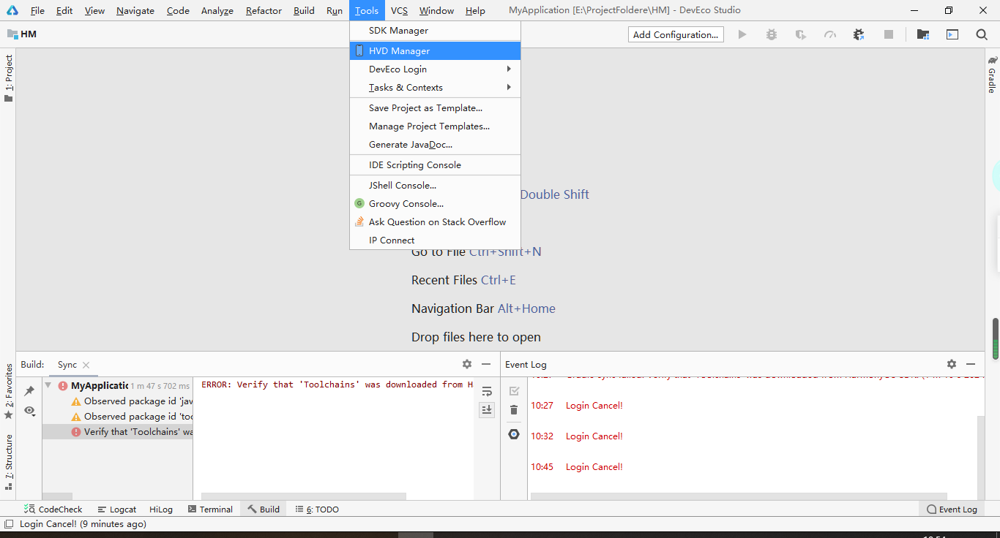 File Edit View Navigate Code Analyze Refactor Build Run Tools VCS Window Help MyApplication [E:\ProjectFoldere\HM] - DevEco Studio
HM
Add Configuration...
SDK Manager
HVD Manager
DevEco Login
Tasks & Contexts
Save Project as Template...
Manage Project Templates...
Generate JavaDoc...
IDE Scripting Console
JShell Console...
Groovy Console...
Ask Question on Stack Overflow
IP Connect
1: Project
Gradle
Double Shift
Go to File Ctrl+Shift+N
Recent Files Ctrl+E
Navigation Bar Alt+Home
Drop files here to open
2: Favorites
7: Structure
Build: Sync
MyApplicatic 1 m 47 s 702 ms
Observed package id 'jav
Observed package id 'too
Verify that 'Toolchains' wa
ERROR: Verify that 'Toolchains' was downloaded from H
Event Log
10:27 Login Cancel!
10:32 Login Cancel!
10:45 Login Cancel!
CodeCheck Logcat HiLog Terminal Build 6: TODO Event Log
Login Cancel! (9 minutes ago)